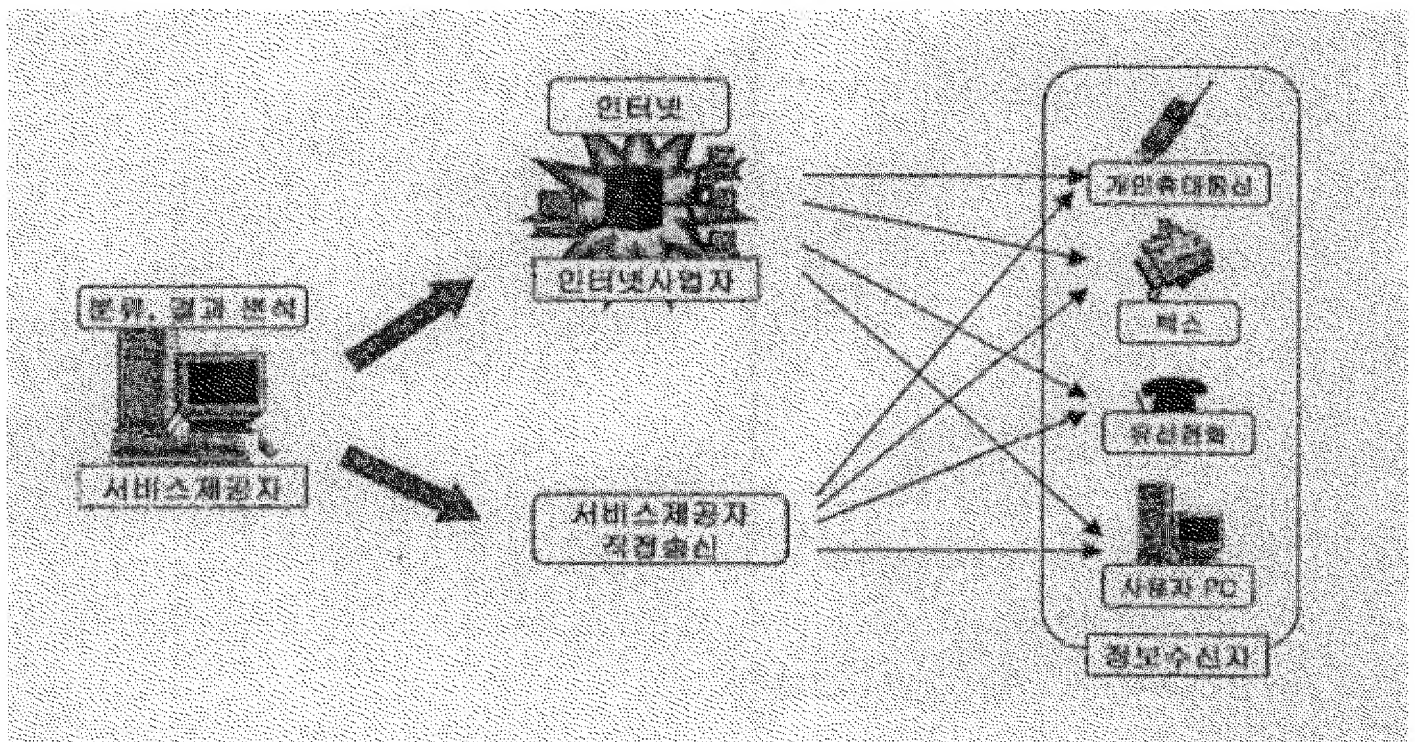 분류, 결과 분석
서비스제공자
인터넷
인터넷사업자
서비스제공자
직접송신
개인휴대통신
팩스
유선전화
사용자 PC
정보수신자